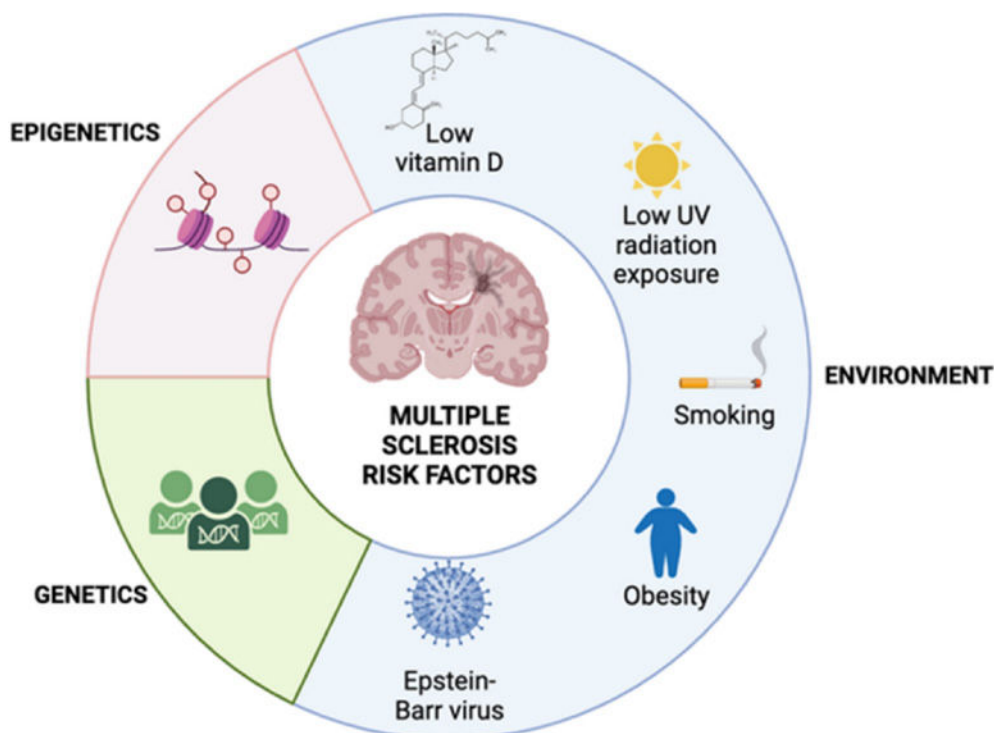 EPIGENETICS
Low
vitamin D
Low UV
radiation
exposure
ENVIRONMENT
Smoking
MULTIPLE
SCLEROSIS
RISK FACTORS
GENETICS
Obesity
Epstein-
Barr virus